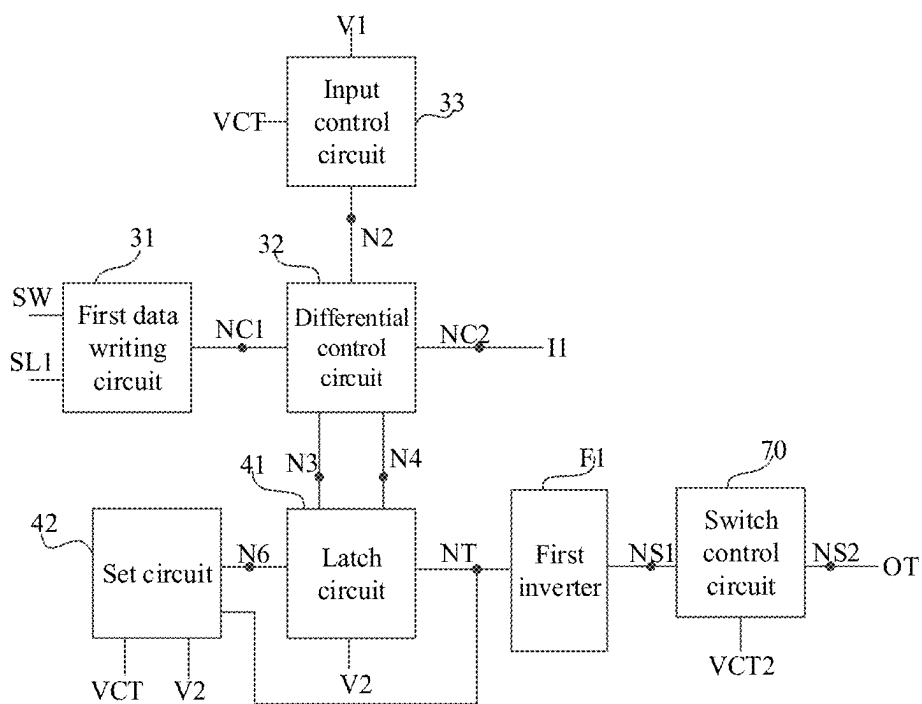 V1
Input
control
circuit
33
VCT
N2
31
32
SW
SL1
First data
writing
circuit
NC1
Differential
control
circuit
NC2
I1
N3
N4
41
F1
70
42
Set circuit
N6
Latch
circuit
NT
First
inverter
NS1
Switch
control
circuit
NS2
OT
VCT
V2
V2
VCT2